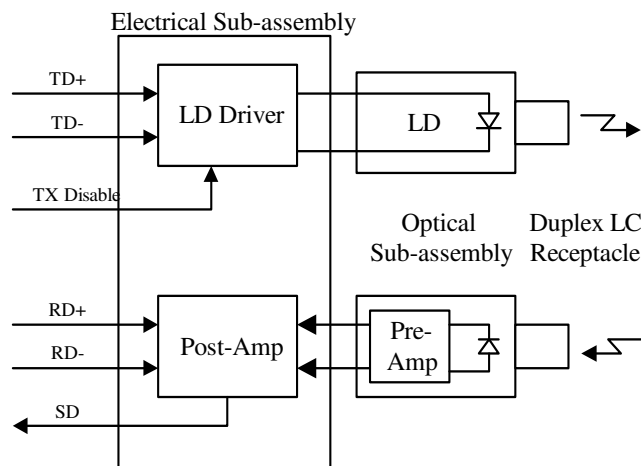 Electrical Sub-assembly
TD+
TD-
LD Driver
LD
TX Disable
Optical
Sub-assembly
Duplex LC
Receptacle
RD+
RD-
Post-Amp
Pre-
Amp
SD